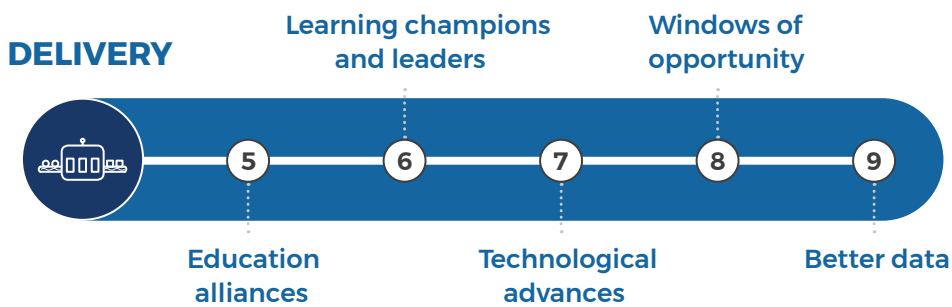 DELIVERY
Learning champions
and leaders
Windows of
opportunity
5
6
7
8
9
Education
alliances
Technological
advances
Better data